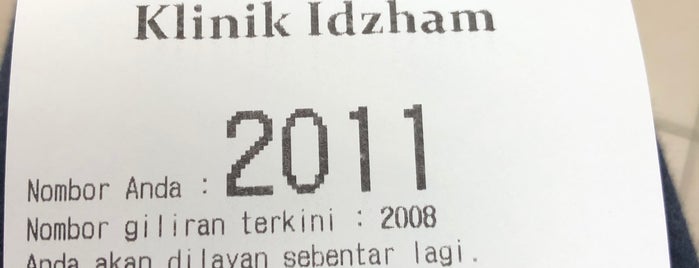 Klinik Idzham
Nombor Anda : 2011
Nombor giliran terkini : 2008
Anda akan dilayan sebentar lagi.